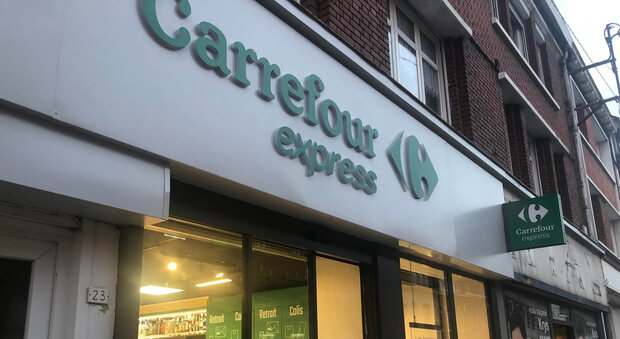 Carrefour
express
Carrefour
express
23
Retrait
Colis